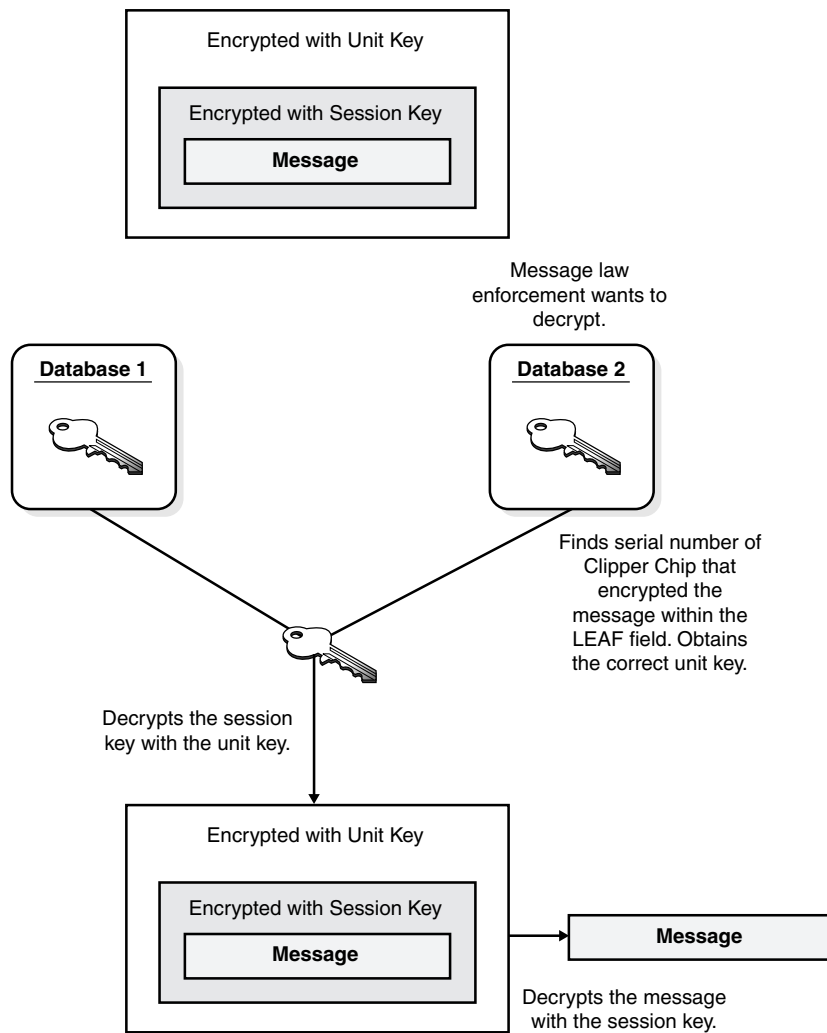 Encrypted with Unit Key
Encrypted with Session Key
Message
Message law
enforcement wants to
decrypt.
Database 1
Database 2
Finds serial number of
Clipper Chip that
encrypted the
message within the
LEAF field. Obtains
the correct unit key.
Decrypts the session
key with the unit key.
Encrypted with Unit Key
Encrypted with Session Key
Message
Message
Decrypts the message
with the session key.